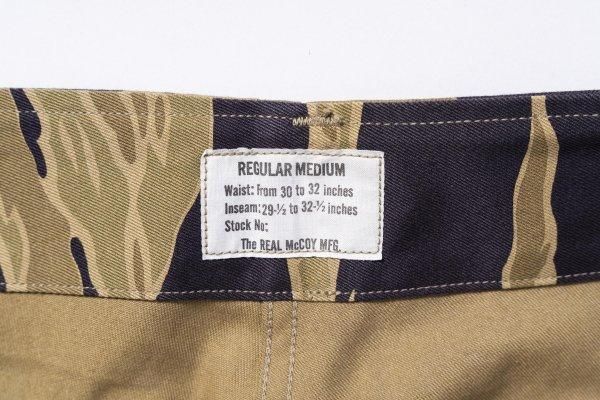 REGULAR MEDIUM
Waist: From 30 to 32 inches
Inseam: 29-½ to 32-½ inches
Stock No:
The REAL McCOY MFG.